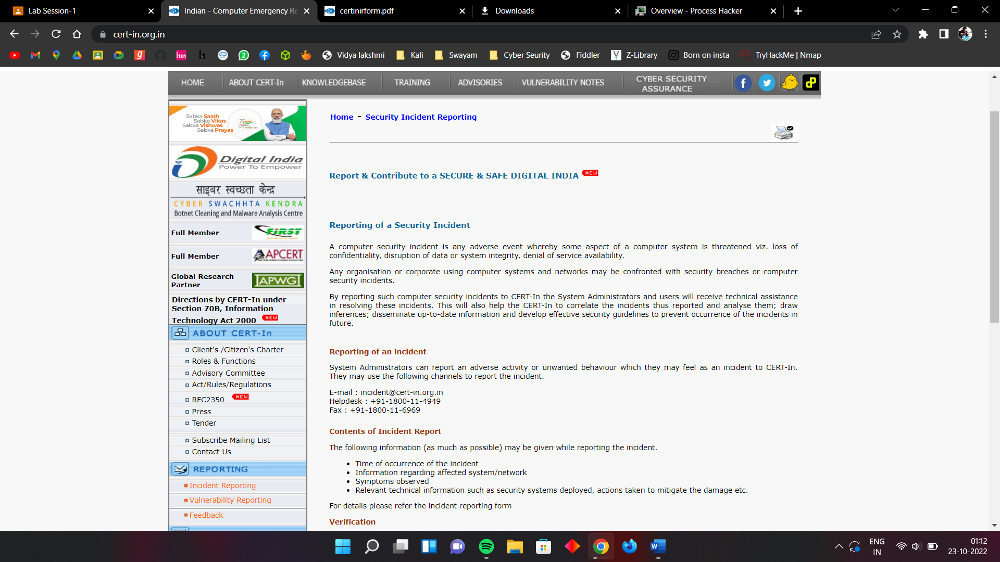 Lab Session-1
Indian - Computer Emergency Re
certinirform.pdf
Downloads
Overview - Process Hacker
cert-in.org.in
Vidya lakshmi
Kali
Swayam
Cyber Seurity
Fiddler
Z-Library
Born on insta
TryHackMe | Nmap
HOME
ABOUT CERT-In
KNOWLEDGEBASE
TRAINING
ADVISORIES
VULNERABILITY NOTES
CYBER SECURITY
ASSURANCE
Sabka Saath
Sabka Vikas
Sabka Vishwas
Sabka Prayas
Digital India
Power To Empower
साइबर स्वच्छता केन्द्र
CYBER SWACHHTA KENDRA
Botnet Cleaning and Malware Analysis Centre
Full Member
FIRST
Full Member
APCERT
Global Research
Partner
APWG
Directions by CERT-In under
Section 70B, Information
Technology Act 2000 NEW
ABOUT CERT-In
Client's /Citizen's Charter
Roles & Functions
Advisory Committee
Act/Rules/Regulations
RFC2350 NEW
Press
Tender
Subscribe Mailing List
Contact Us
REPORTING
Incident Reporting
Vulnerability Reporting
Feedback
Home - Security Incident Reporting
Report & Contribute to a SECURE & SAFE DIGITAL INDIA NEW
Reporting of a Security Incident
A computer security incident is any adverse event whereby some aspect of a computer system is threatened viz. loss of
confidentiality, disruption of data or system integrity, denial of service availability.
Any organisation or corporate using computer systems and networks may be confronted with security breaches or computer
security incidents.
By reporting such computer security incidents to CERT-In the System Administrators and users will receive technical assistance
in resolving these incidents. This will also help the CERT-In to correlate the incidents thus reported and analyse them; draw
inferences; disseminate up-to-date information and develop effective security guidelines to prevent occurrence of the incidents in
future.
Reporting of an incident
System Administrators can report an adverse activity or unwanted behaviour which they may feel as an incident to CERT-In.
They may use the following channels to report the incident.
E-mail : incident@cert-in.org.in
Helpdesk : +91-1800-11-4949
Fax : +91-1800-11-6969
Contents of Incident Report
The following information (as much as possible) may be given while reporting the incident.
Time of occurrence of the incident
Information regarding affected system/network
Symptoms observed
Relevant technical information such as security systems deployed, actions taken to mitigate the damage etc.
For details please refer the incident reporting form
Verification
ENG
IN
01:12
23-10-2022